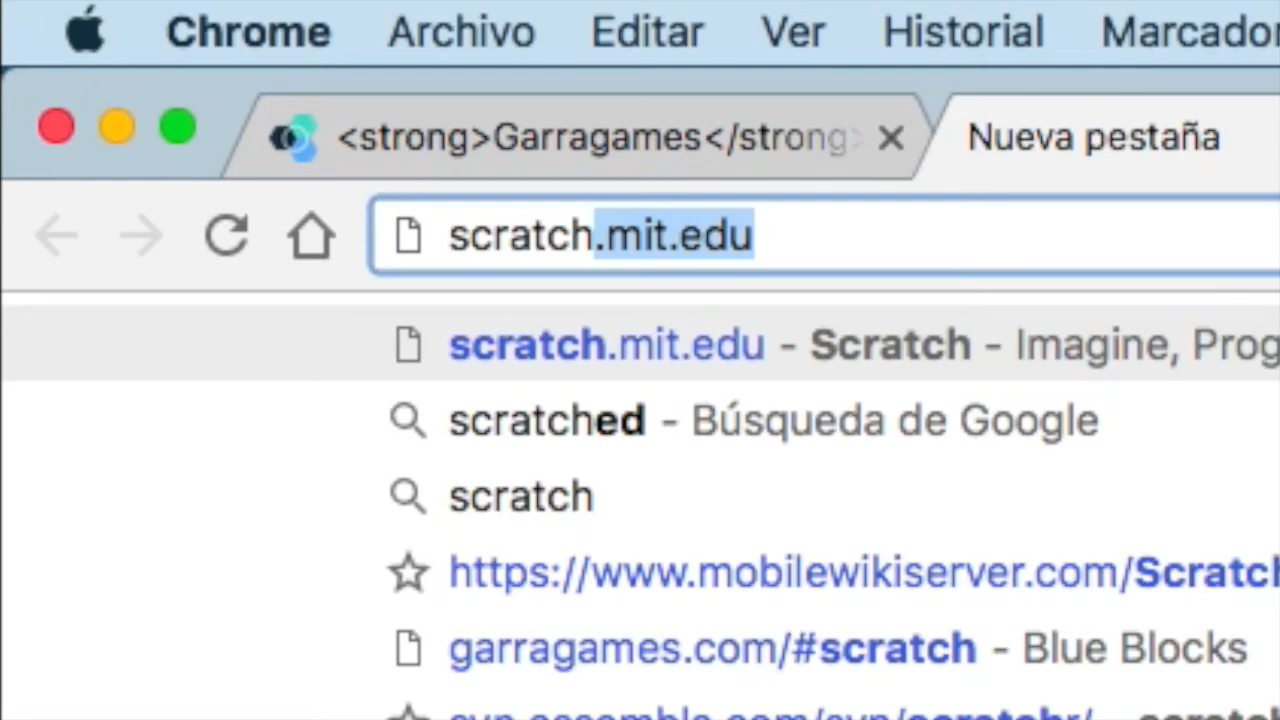 Chrome Archivo Editar Ver Historial Marcador
<strong>Garragames</strong> Nueva pestaña
scratch.mit.edu
scratch.mit.edu - Scratch - Imagine, Prog
scratched - Búsqueda de Google
scratch
https://www.mobilewikiserver.com/Scratch
garragames.com/#scratch - Blue Blocks